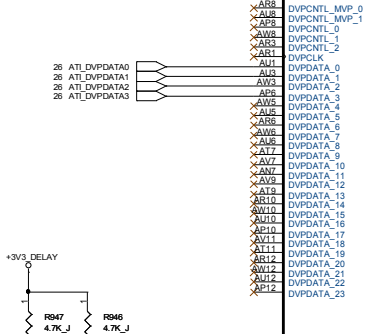 AR8 DVPCNTL_MVP_0
AU8 DVPCNTL_MVP_1
AP8 DVPCNTL_0
AW8 DVPCNTL_1
AR3 DVPCNTL_2
AR1 DVPCLK
26 ATI_DVPDATA0 AU1 DVPDATA_0
26 ATI_DVPDATA1 AU3 DVPDATA_1
26 ATI_DVPDATA2 AW3 DVPDATA_2
26 ATI_DVPDATA3 AP6 DVPDATA_3
AW5 DVPDATA_4
AU5 DVPDATA_5
AR6 DVPDATA_6
AW6 DVPDATA_7
AU6 DVPDATA_8
AT7 DVPDATA_9
AV7 DVPDATA_10
AN7 DVPDATA_11
AV9 DVPDATA_12
AT9 DVPDATA_13
AR10 DVPDATA_14
AW10 DVPDATA_15
AU10 DVPDATA_16
AP10 DVPDATA_17
AV11 DVPDATA_18
AT11 DVPDATA_19
AR12 DVPDATA_20
AW12 DVPDATA_21
AU12 DVPDATA_22
AP12 DVPDATA_23
+3V3_DELAY
1 R947 1 R946
4.7K_J 4.7K_J